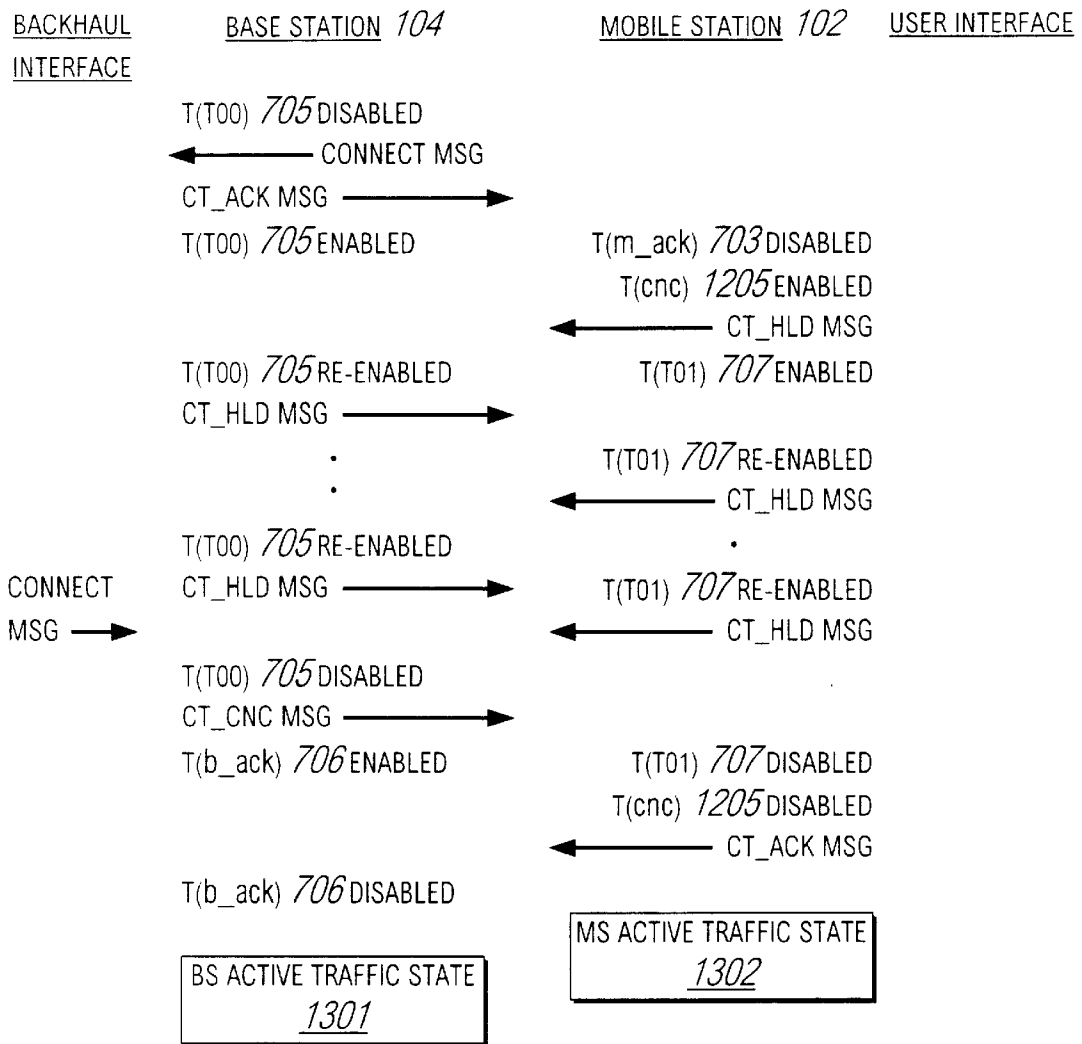 BACKHAUL INTERFACE
BASE STATION 104
MOBILE STATION 102
USER INTERFACE
T(T00) 705 DISABLED
CONNECT MSG
CT_ACK MSG
T(T00) 705 ENABLED
T(m_ack) 703 DISABLED
T(cnc) 1205 ENABLED
CT_HLD MSG
T(T00) 705 RE-ENABLED
T(T01) 707 ENABLED
CT_HLD MSG
T(T01) 707 RE-ENABLED
CT_HLD MSG
T(T00) 705 RE-ENABLED
CONNECT MSG
CT_HLD MSG
T(T01) 707 RE-ENABLED
CT_HLD MSG
T(T00) 705 DISABLED
CT_CNC MSG
T(b_ack) 706 ENABLED
T(T01) 707 DISABLED
T(cnc) 1205 DISABLED
CT_ACK MSG
T(b_ack) 706 DISABLED
MS ACTIVE TRAFFIC STATE
1302
BS ACTIVE TRAFFIC STATE
1301